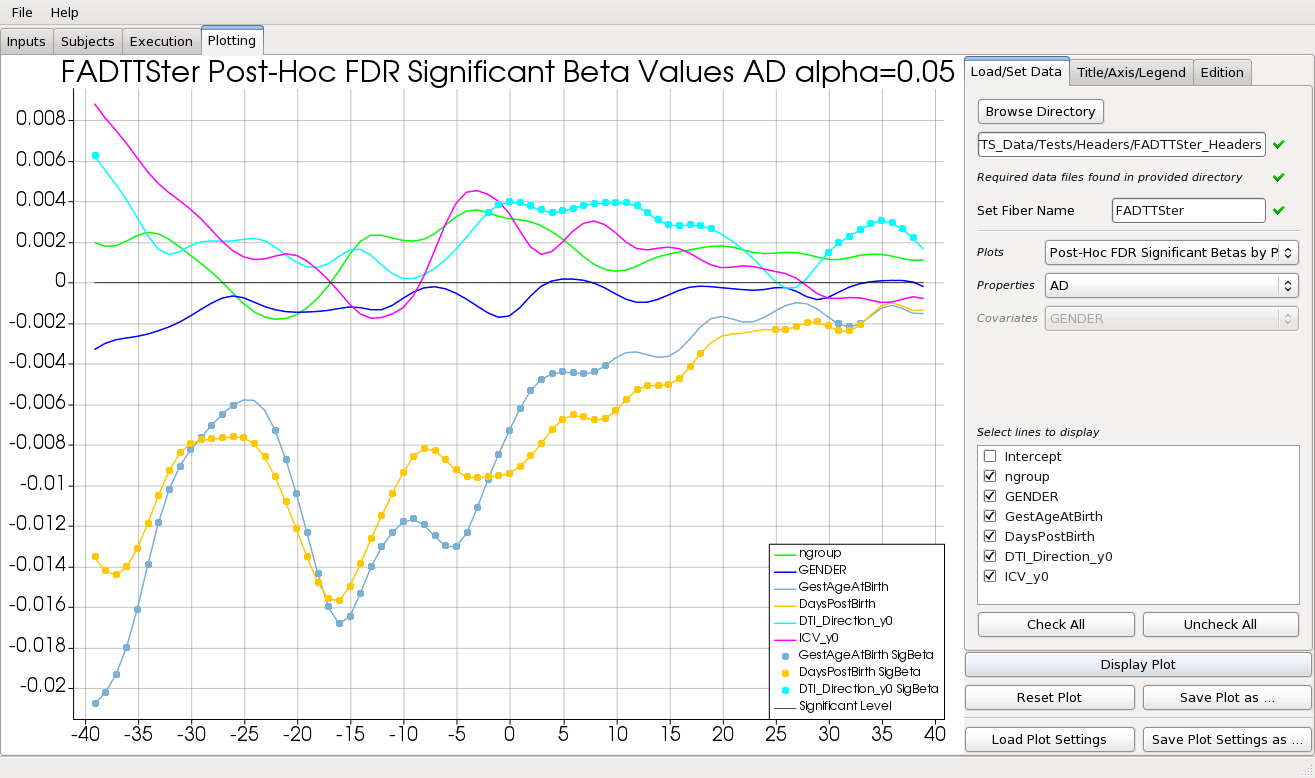 File Help
Inputs Subjects Execution Plotting
FADTTSter Post-Hoc FDR Significant Beta Values AD alpha=0.05
0.008
0.006
0.004
0.002
0
-0.002
-0.004
-0.006
-0.008
-0.01
-0.012
-0.014
-0.016
-0.018
-0.02
-40 -35 -30 -25 -20 -15 -10 -5 0 5 10 15 20 25 30 35 40
ngroup
GENDER
GestAgeAtBirth
DaysPostBirth
DTI_Direction_y0
ICV_y0
GestAgeAtBirth SigBeta
DaysPostBirth SigBeta
DTI_Direction_y0 SigBeta
Significant Level
Load/Set Data Title/Axis/Legend Edition
Browse Directory
TS_Data/Tests/Headers/FADTTSter_Headers
Required data files found in provided directory
Set Fiber Name FADTTSter
Plots Post-Hoc FDR Significant Betas by P
Properties AD
Covariates GENDER
Select lines to display
Intercept
ngroup
GENDER
GestAgeAtBirth
DaysPostBirth
DTI_Direction_y0
ICV_y0
Check All Uncheck All
Display Plot
Reset Plot Save Plot as ...
Load Plot Settings Save Plot Settings as ...